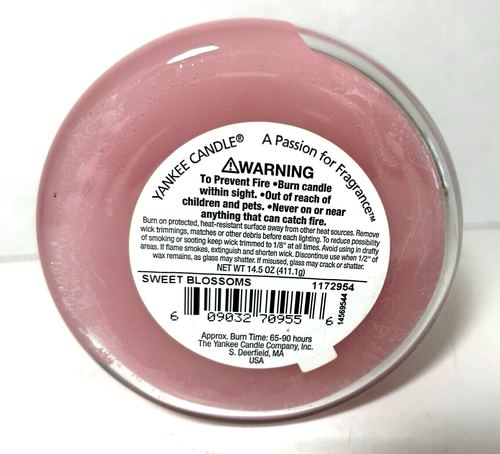 YANKEE CANDLE® A Passion for Fragrance™
⚠WARNING
To Prevent Fire •Burn candle
within sight. •Out of reach of
children and pets. •Never on or near
anything that can catch fire.
Burn on protected, heat-resistant surface away from other heat sources. Remove
wick trimmings, matches or other debris before each lighting. To reduce possibility
of smoking or sooting keep wick trimmed to 1/8" at all times. Avoid using in drafty
areas. If flame smokes, extinguish and shorten wick. Discontinue use when 1/2" of
wax remains, as glass may shatter. If misused, glass may crack or shatter.
NET WT 14.5 OZ (411.1g)
SWEET BLOSSOMS 1172954
6 09032 70955 6
14569544
Approx. Burn Time: 65-90 hours
The Yankee Candle Company, Inc.
S. Deerfield, MA
USA